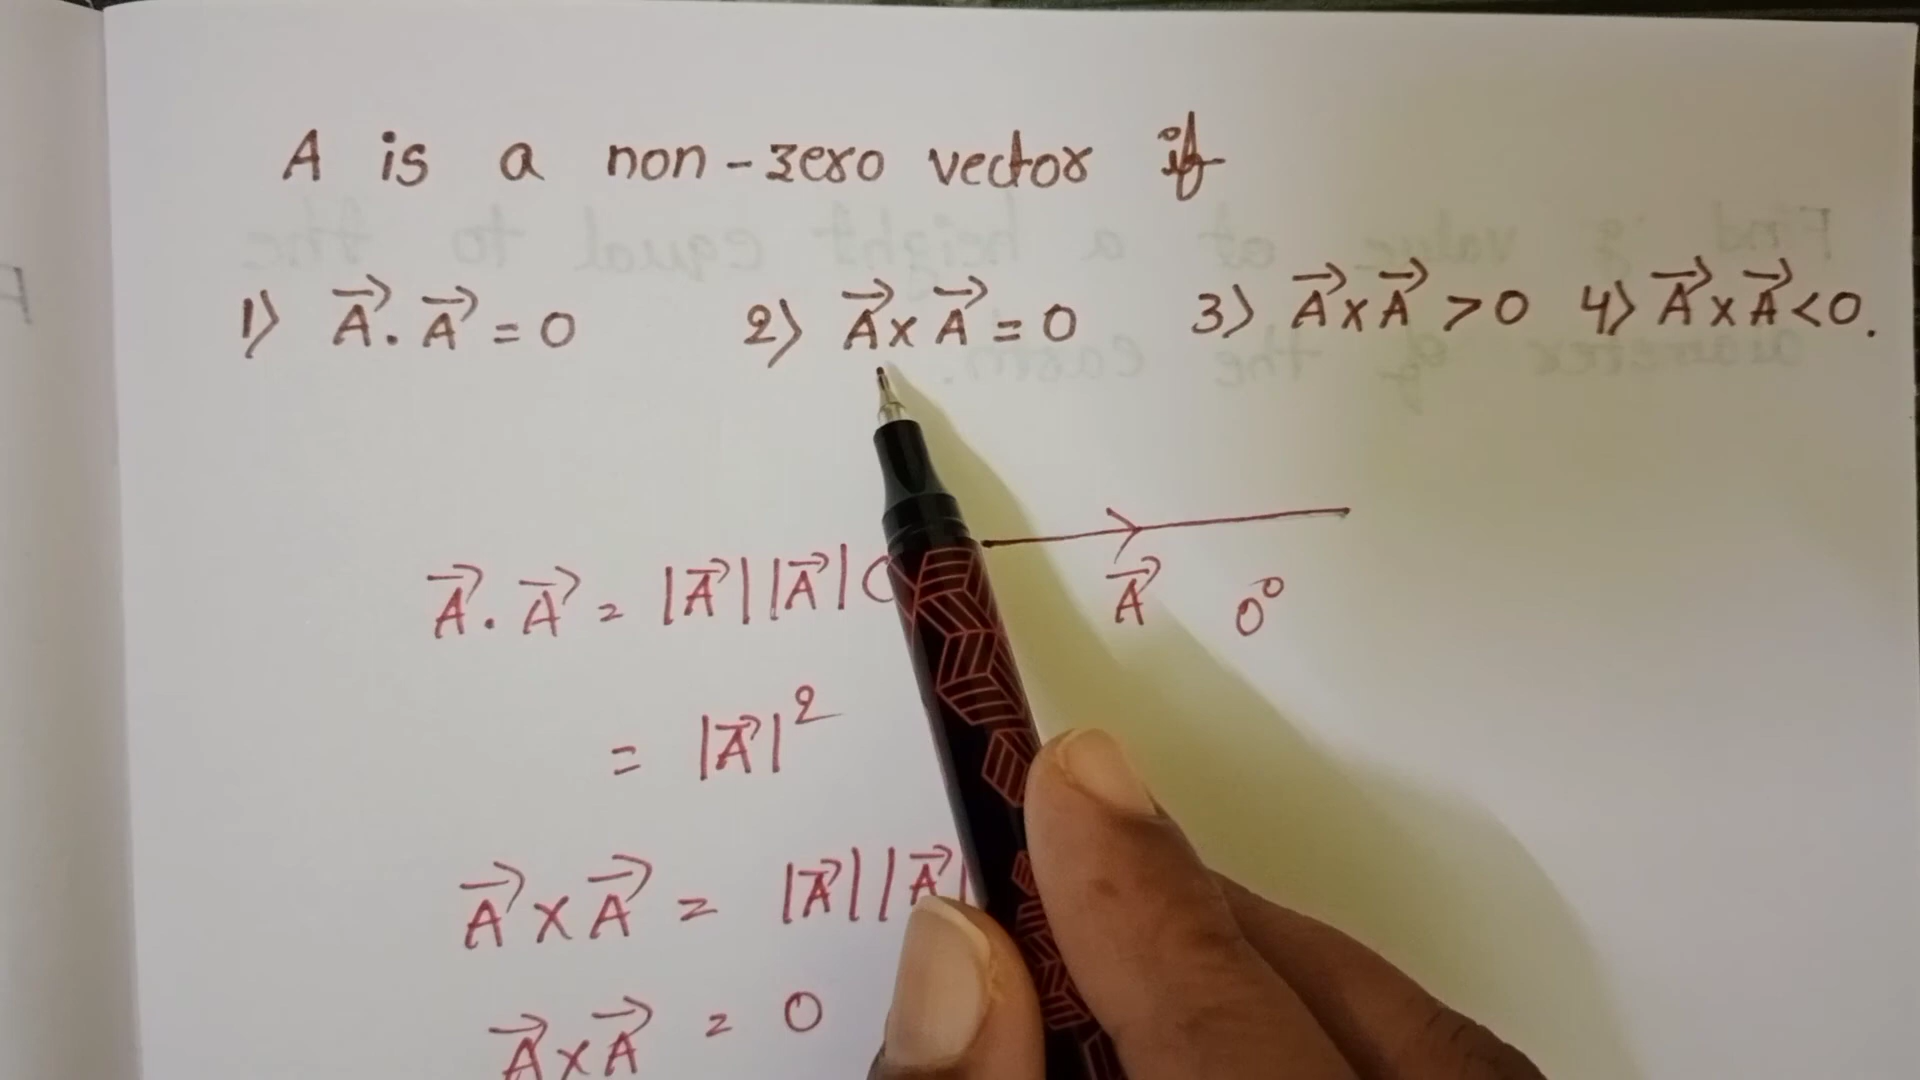 A is a non-zero vector if
1) A⃗ . A⃗ = 0 2) A⃗ x A⃗ = 0 3) A⃗ x A⃗ > 0 4) A⃗ x A⃗ < 0.
A⃗ . A⃗ = |A⃗| |A⃗| C
A⃗ 0°
= |A⃗|²
A⃗ x A⃗ = |A⃗| |A⃗|
A⃗ x A⃗ = 0